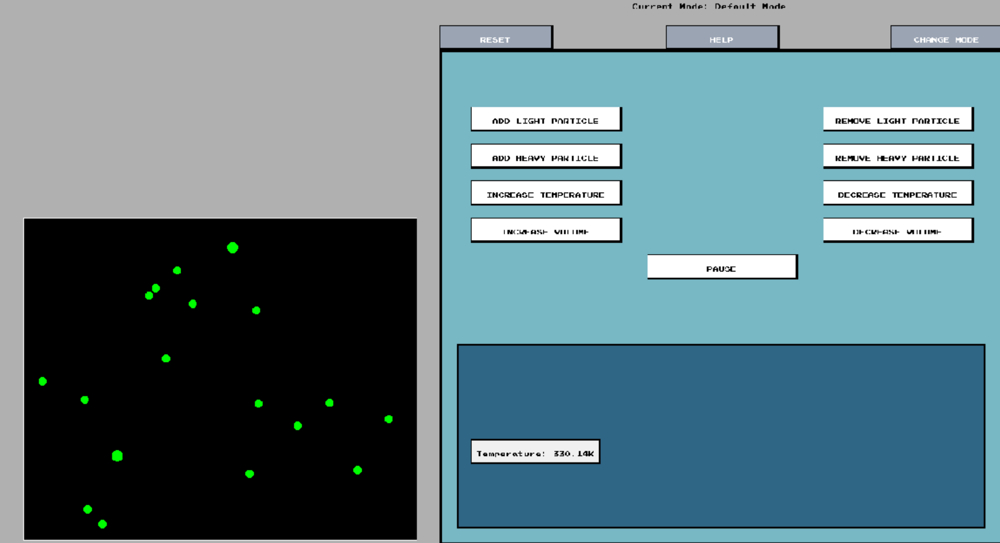 Current Mode: Default Mode
RESET
HELP
CHANGE MODE
ADD LIGHT PARTICLE
REMOVE LIGHT PARTICLE
ADD HEAVY PARTICLE
REMOVE HEAVY PARTICLE
INCREASE TEMPERATURE
DECREASE TEMPERATURE
INCREASE VOLUME
DECREASE VOLUME
PAUSE
Temperature: 330.14K